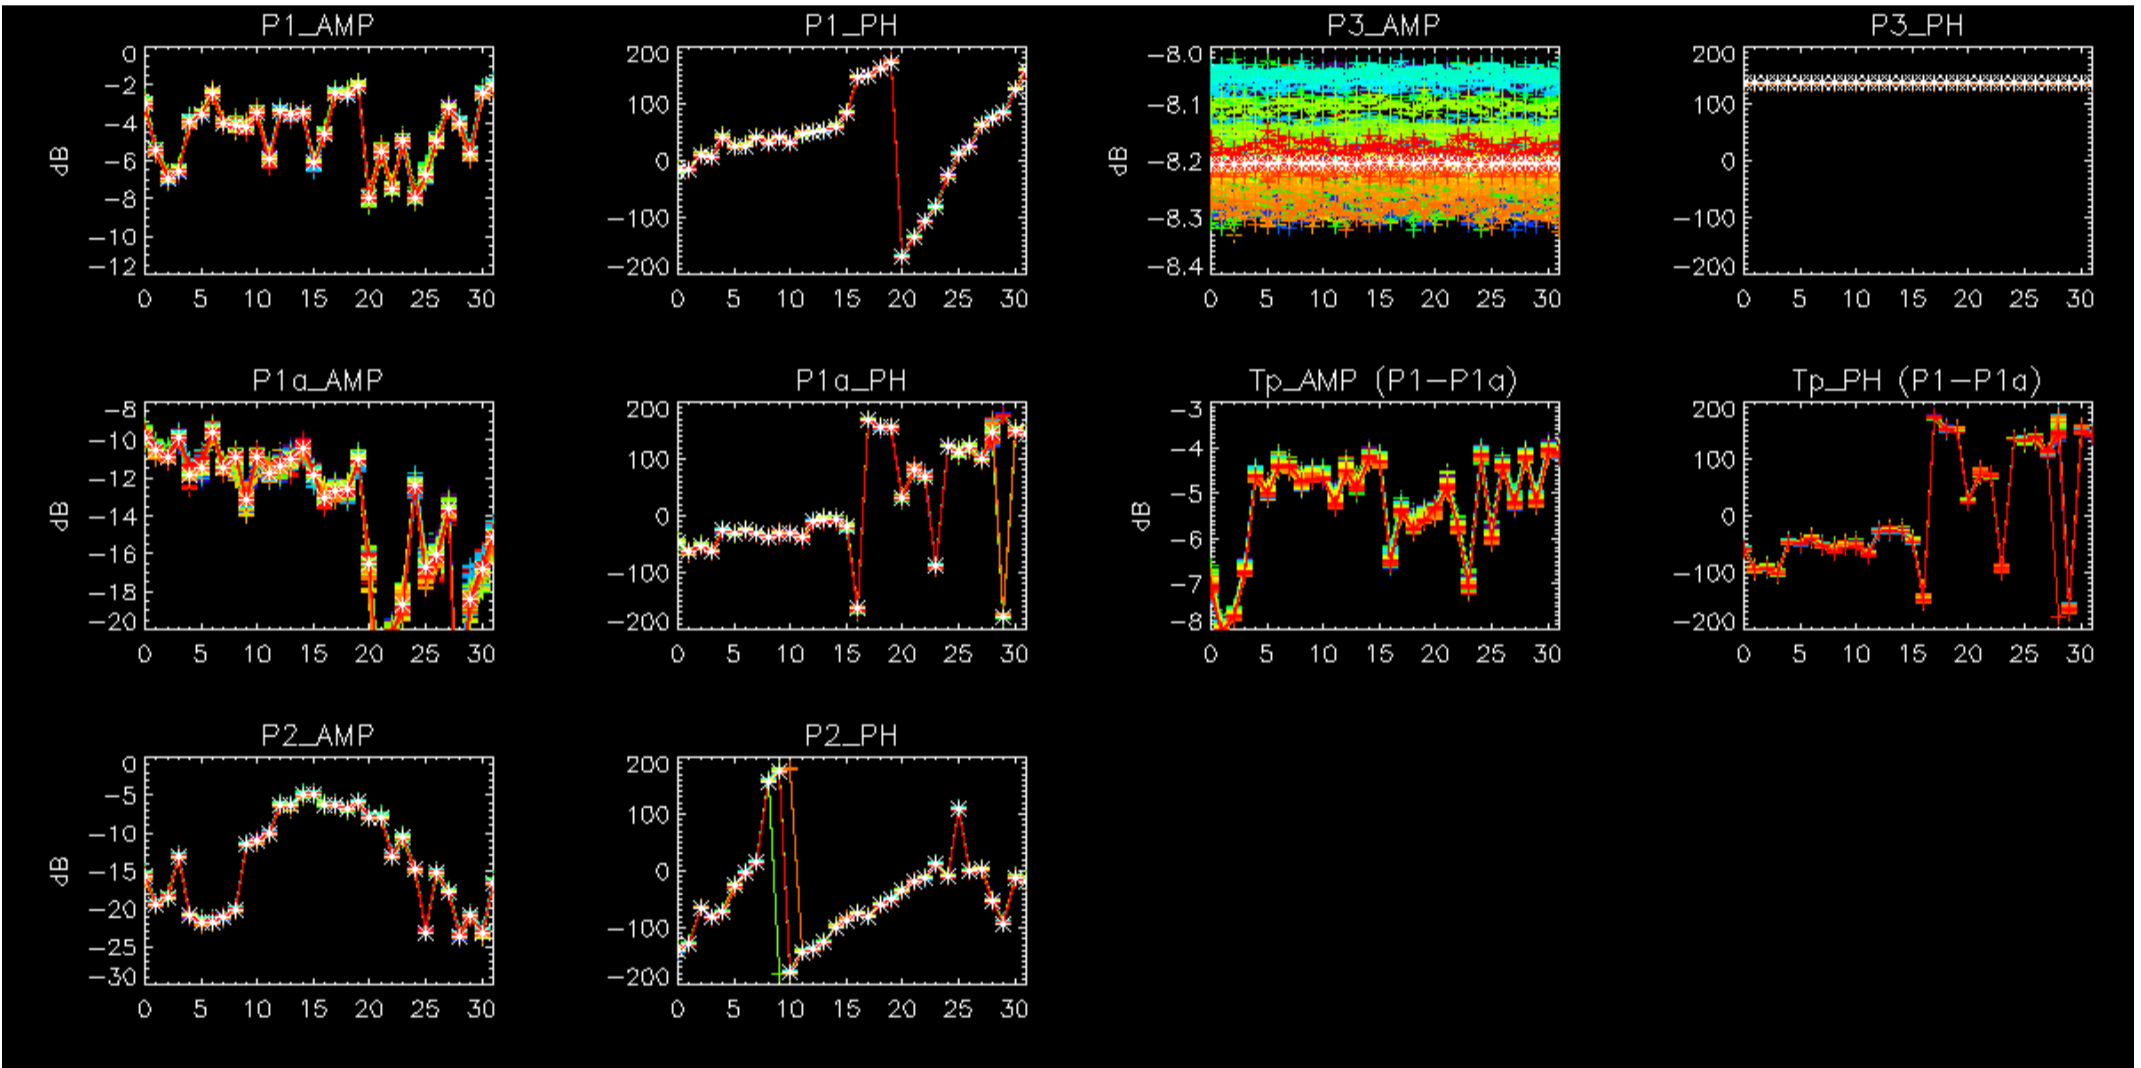 P1_AMP
P1_PH
P3_AMP
P3_PH
0
−2
−4
−6
−8
−10
−12
dB
0 5 10 15 20 25 30
200
100
0
−100
−200
0 5 10 15 20 25 30
−8.0
−8.1
−8.2
−8.3
−8.4
dB
0 5 10 15 20 25 30
200
100
0
−100
−200
0 5 10 15 20 25 30
P1a_AMP
P1a_PH
Tp_AMP (P1−P1a)
Tp_PH (P1−P1a)
−8
−10
−12
−14
−16
−18
−20
dB
0 5 10 15 20 25 30
200
100
0
−100
−200
0 5 10 15 20 25 30
−3
−4
−5
−6
−7
−8
dB
0 5 10 15 20 25 30
200
100
0
−100
−200
0 5 10 15 20 25 30
P2_AMP
P2_PH
0
−5
−10
−15
−20
−25
−30
dB
0 5 10 15 20 25 30
200
100
0
−100
−200
0 5 10 15 20 25 30